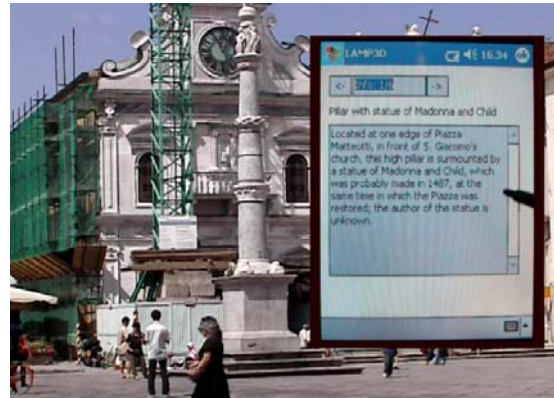 LAMP3D
16:34 ok
<- ->
Pillar with statue of Madonna and Child
Located at one edge of Piazza
Matteotti, in front of S. Giacomo's
church, this high pillar is surmounted by
a statue of Madonna and Child, which
was probably made in 1487, at the
same time in which the Piazza was
restored; the author of the statue is
unknown.